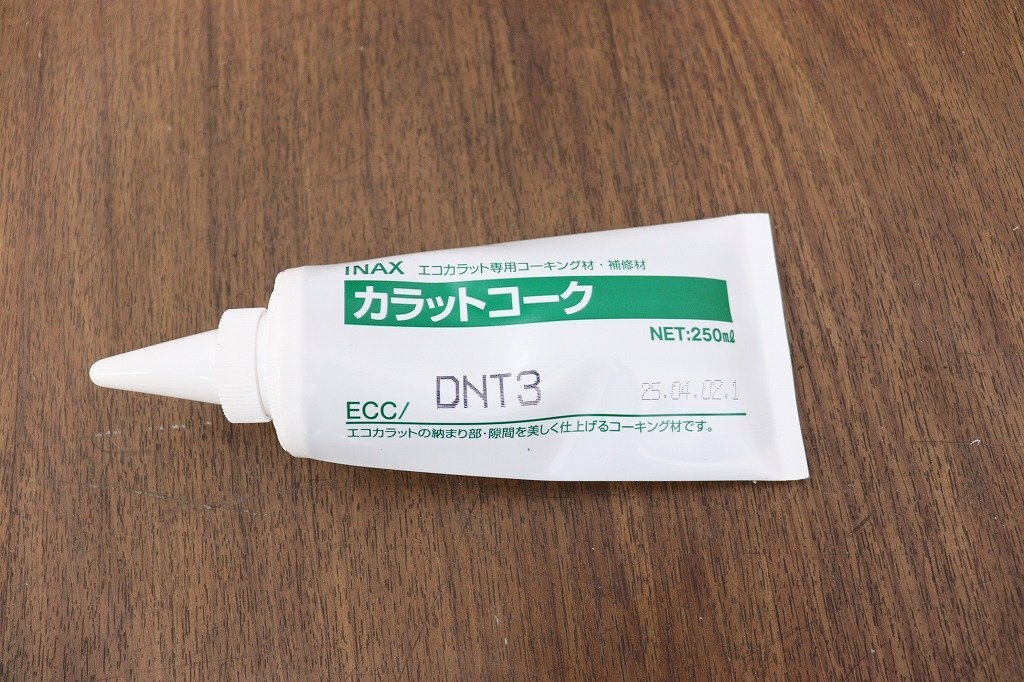 INAX エコカラット専用コーキング材・補修材
カラットコーク
NET:250mℓ
ECC/ DNT3 25.04.02.1
エコカラットの納まり部・隙間を美しく仕上げるコーキング材です。